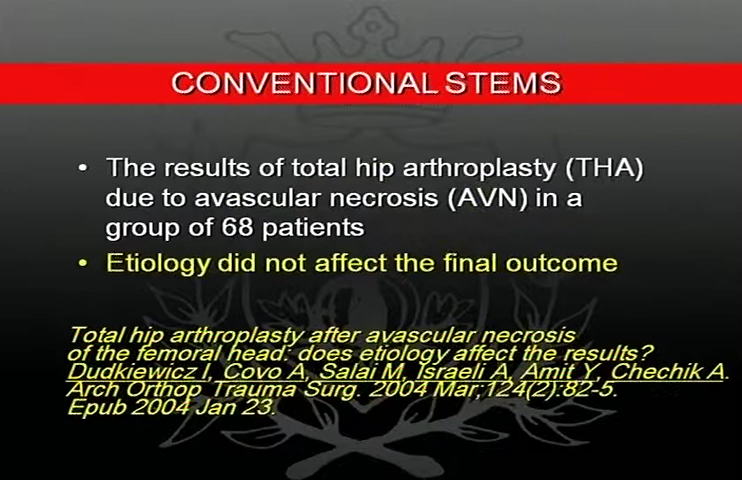 CONVENTIONAL STEMS
• The results of total hip arthroplasty (THA)
due to avascular necrosis (AVN) in a
group of 68 patients
• Etiology did not affect the final outcome
Total hip arthroplasty after avascular necrosis
of the femoral head: does etiology affect the results?
Dudkiewicz I, Covo A, Salai M, Israeli A, Amit Y, Chechik A.
Arch Orthop Trauma Surg. 2004 Mar;124(2):82-5.
Epub 2004 Jan 23.